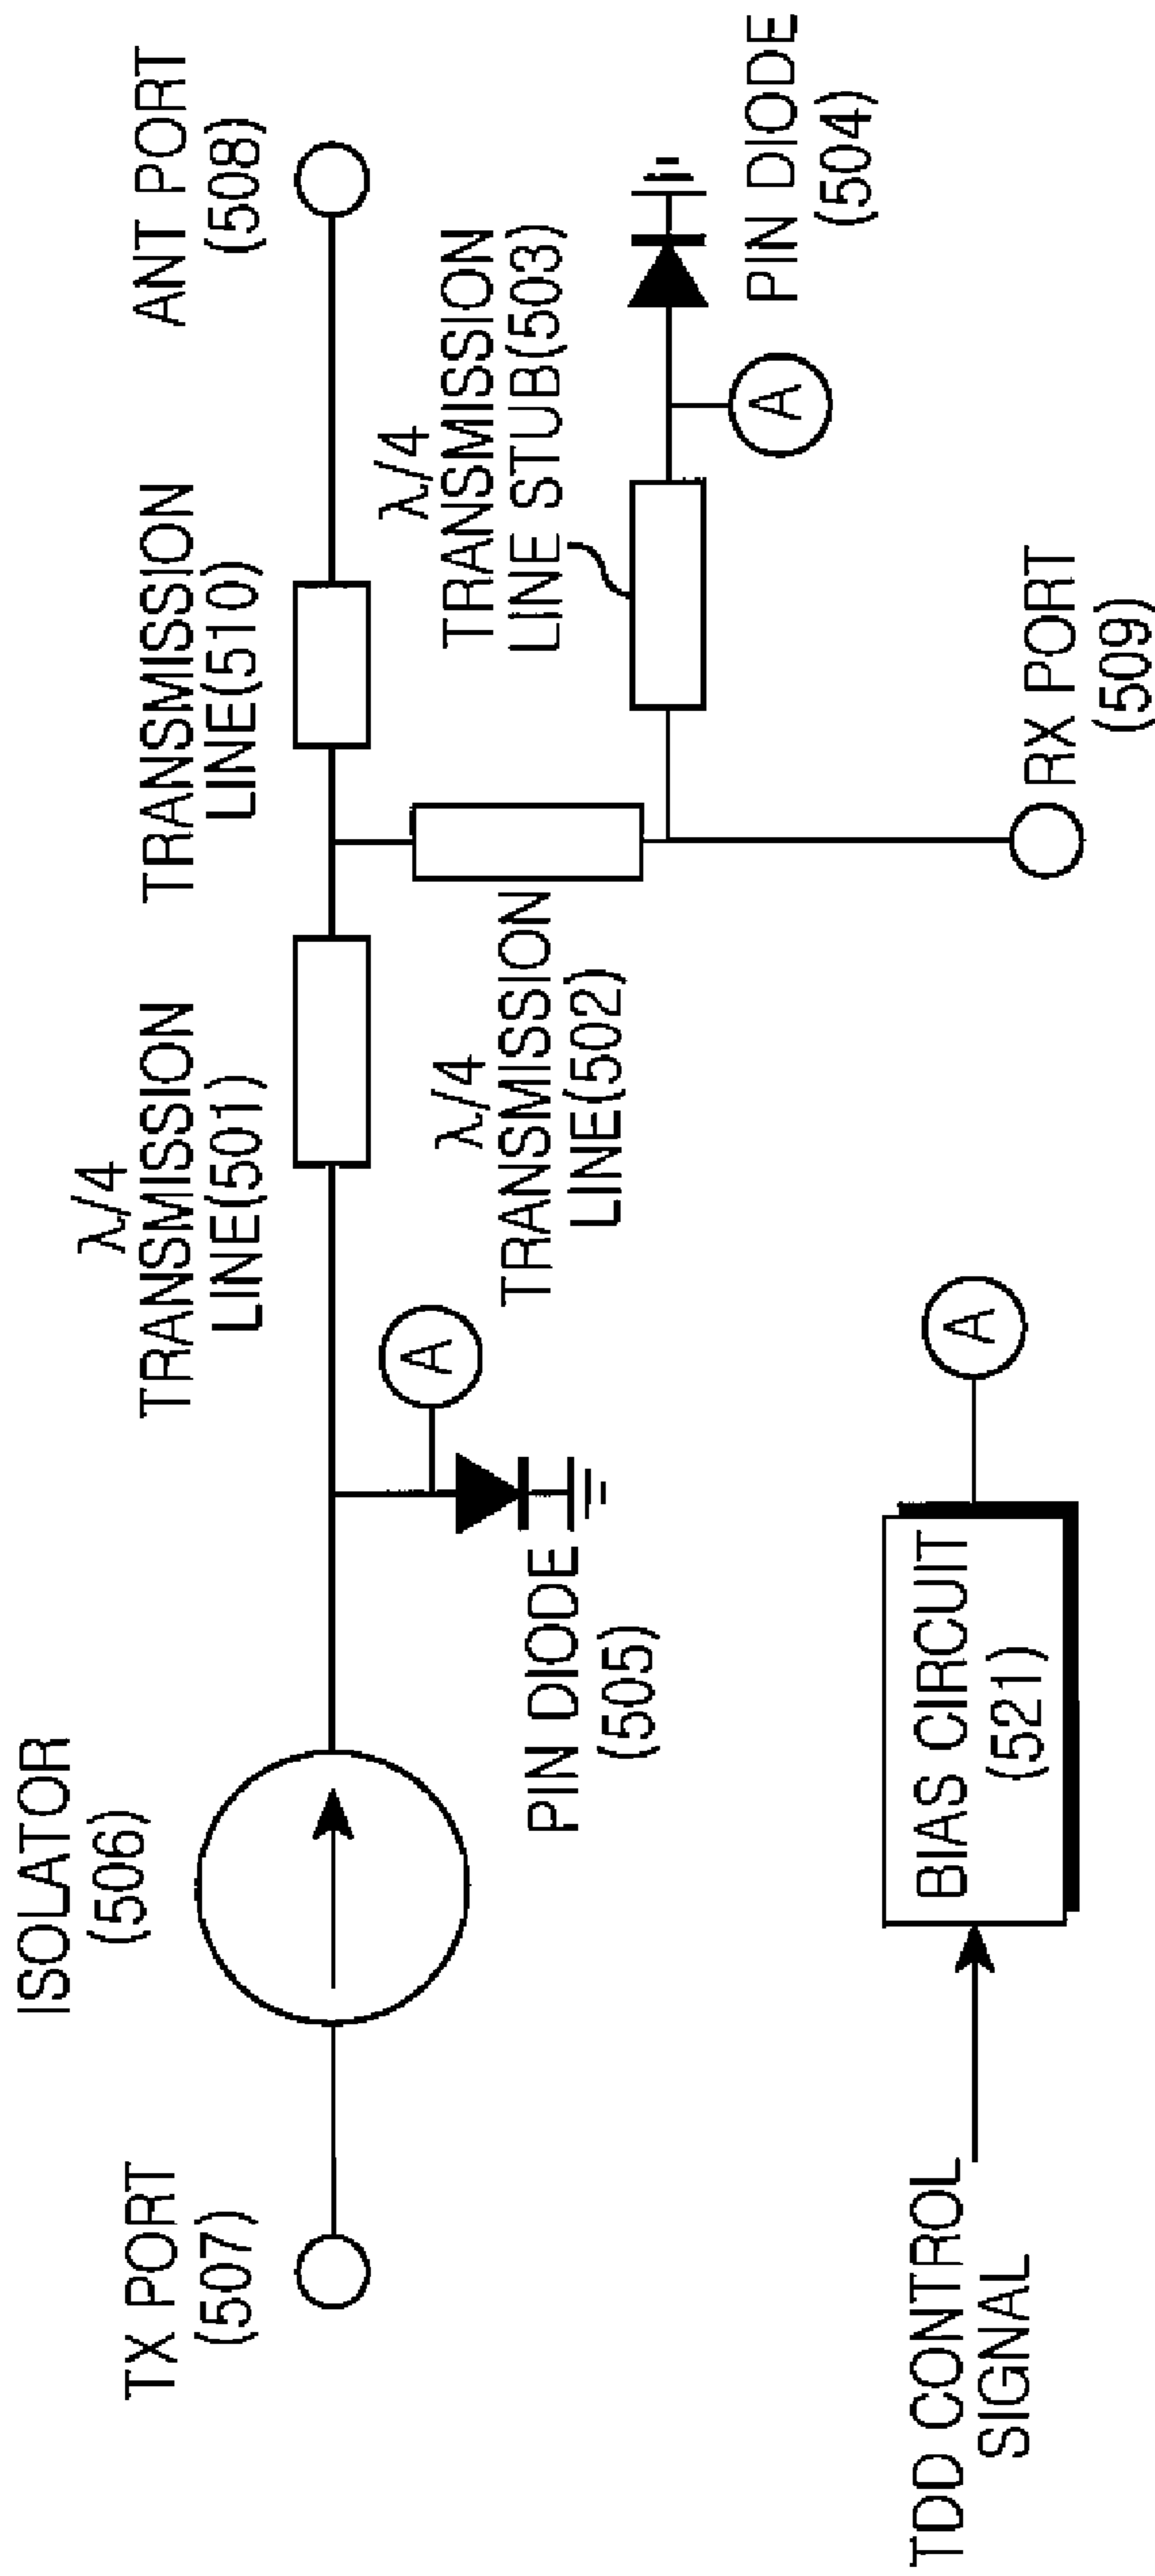 TX PORT
(507)
ISOLATOR
(506)
λ/4
TRANSMISSION
LINE(501)
TRANSMISSION
LINE(510)
ANT PORT
(508)
PIN DIODE
(505)
A
λ/4
TRANSMISSION
LINE(502)
λ/4
TRANSMISSION
LINE STUB(503)
A
PIN DIODE
(504)
TDD CONTROL
SIGNAL
BIAS CIRCUIT
(521)
A
RX PORT
(509)